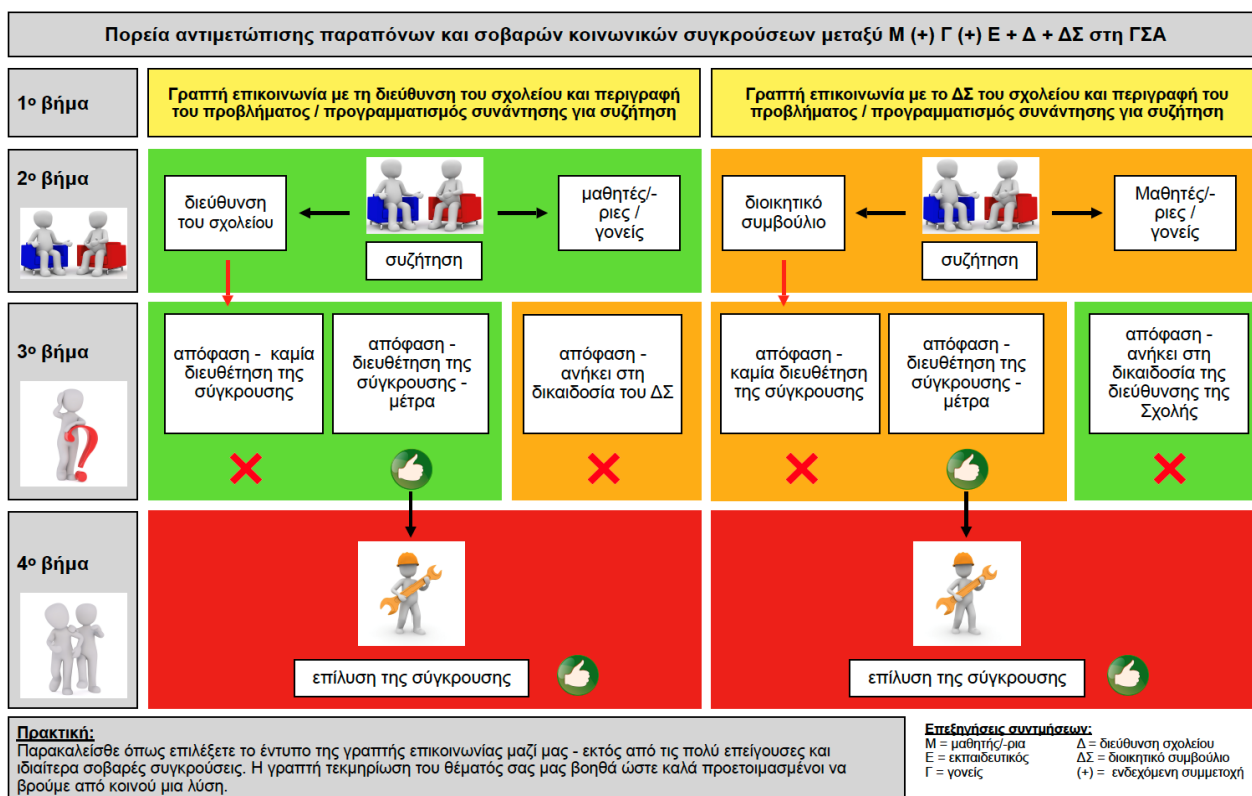 Πορεία αντιμετώπισης παραπόνων και σοβαρών κοινωνικών συγκρούσεων μεταξύ Μ (+) Γ (+) Ε + Δ + ΔΣ στη ΓΣΑ
1ο βήμα
Γραπτή επικοινωνία με τη διεύθυνση του σχολείου και περιγραφή
του προβλήματος / προγραμματισμός συνάντησης για συζήτηση
Γραπτή επικοινωνία με το ΔΣ του σχολείου και περιγραφή του
προβλήματος / προγραμματισμός συνάντησης για συζήτηση
2ο βήμα
διεύθυνση
του σχολείου
συζήτηση
μαθητές/-
ριες /
γονείς
διοικητικό
συμβούλιο
συζήτηση
Μαθητές/-
ριες /
γονείς
3ο βήμα
απόφαση - καμία
διευθέτηση της
σύγκρουσης
απόφαση -
διευθέτηση της
σύγκρουσης -
μέτρα
απόφαση -
ανήκει στη
δικαιδοσία του ΔΣ
απόφαση -
καμία διευθέτηση
της σύγκρουσης
απόφαση -
διευθέτηση της
σύγκρουσης -
μέτρα
απόφαση -
ανήκει στη
δικαιδοσία της
διεύθυνσης της
Σχολής
4ο βήμα
επίλυση της σύγκρουσης
επίλυση της σύγκρουσης
Πρακτική:
Παρακαλείσθε όπως επιλέξετε το έντυπο της γραπτής επικοινωνίας μαζί μας - εκτός από τις πολύ επείγουσες και
ιδιαίτερα σοβαρές συγκρούσεις. Η γραπτή τεκμηρίωση του θέματός σας μας βοηθά ώστε καλά προετοιμασμένοι να
βρούμε από κοινού μια λύση.
Επεξηγήσεις συντμήσεων:
Μ = μαθητής/-ρια
Ε = εκπαιδευτικός
Γ = γονείς
Δ = διεύθυνση σχολείου
ΔΣ = διοικητικό συμβούλιο
(+) = ενδεχόμενη συμμετοχή